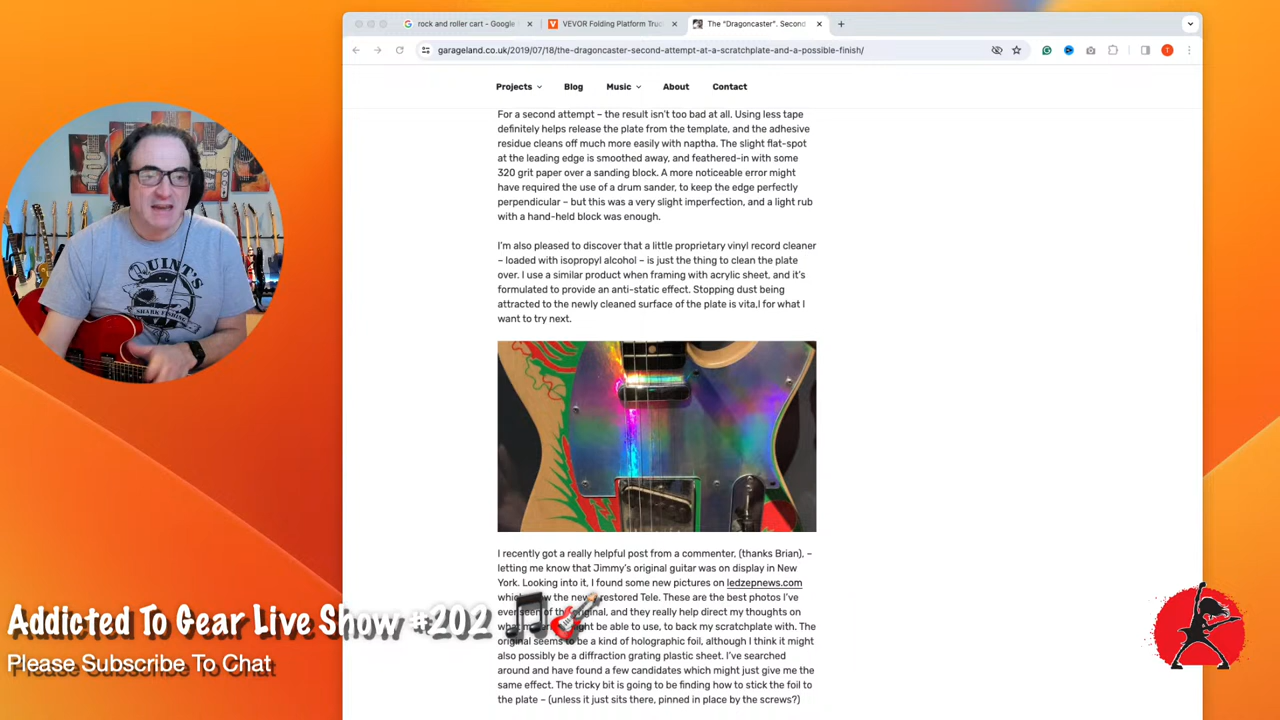 rock and roller cart - Google
VEVOR Folding Platform Truc
The "Dragoncaster". Second
garageland.co.uk/2019/07/18/the-dragoncaster-second-attempt-at-a-scratchplate-and-a-possible-finish/
Projects
Blog
Music
About
Contact
For a second attempt – the result isn't too bad at all. Using less tape
definitely helps release the plate from the template, and the adhesive
residue cleans off much more easily with naptha. The slight flat-spot
at the leading edge is smoothed away, and feathered-in with some
320 grit paper over a sanding block. A more noticeable error might
have required the use of a drum sander, to keep the edge perfectly
perpendicular – but this was a very slight imperfection, and a light rub
with a hand-held block was enough.
I'm also pleased to discover that a little proprietary vinyl record cleaner
– loaded with isopropyl alcohol – is just the thing to clean the plate
over. I use a similar product when framing with acrylic sheet, and it's
formulated to provide an anti-static effect. Stopping dust being
attracted to the newly cleaned surface of the plate is vita,l for what I
want to try next.
I recently got a really helpful post from a commenter, (thanks Brian), –
letting me know that Jimmy's original guitar was on display in New
York. Looking into it, I found some new pictures on ledzepnews.com
restored Tele. These are the best photos I've
and they really help direct my thoughts on
be able to use, to back my scratchplate with. The
be a kind of holographic foil, although I think it might
also possibly be a diffraction grating plastic sheet. I've searched
around and have found a few candidates which might just give me the
same effect. The tricky bit is going to be finding how to stick the foil to
the plate – (unless it just sits there, pinned in place by the screws?)
QUINT'S
SHARK FISHING
Addicted To Gear Live Show #202
Please Subscribe To Chat